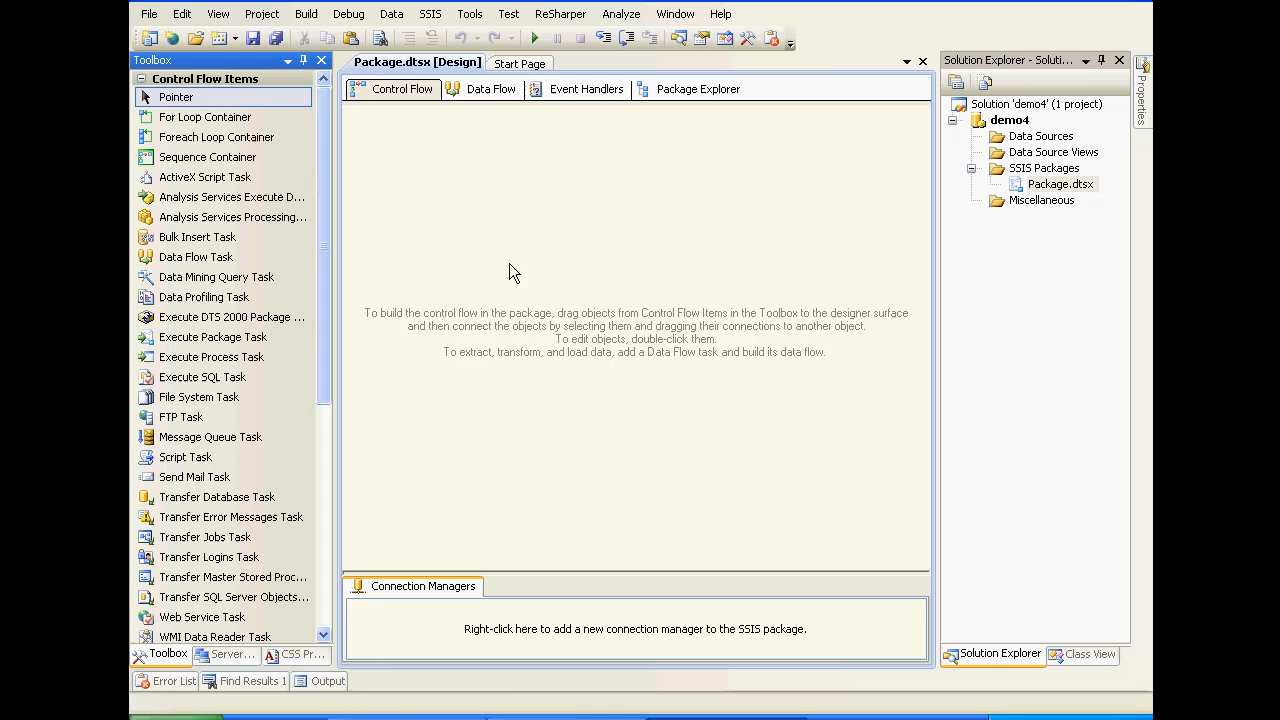 File Edit View Project Build Debug Data SSIS Tools Test ReSharper Analyze Window Help
Toolbox
Control Flow Items
Pointer
For Loop Container
Foreach Loop Container
Sequence Container
ActiveX Script Task
Analysis Services Execute D...
Analysis Services Processing...
Bulk Insert Task
Data Flow Task
Data Mining Query Task
Data Profiling Task
Execute DTS 2000 Package ...
Execute Package Task
Execute Process Task
Execute SQL Task
File System Task
FTP Task
Message Queue Task
Script Task
Send Mail Task
Transfer Database Task
Transfer Error Messages Task
Transfer Jobs Task
Transfer Logins Task
Transfer Master Stored Proc...
Transfer SQL Server Objects...
Web Service Task
WMI Data Reader Task
Toolbox Server... CSS Pr...
Error List Find Results 1 Output
Package.dtsx [Design] Start Page
Control Flow Data Flow Event Handlers Package Explorer
To build the control flow in the package, drag objects from Control Flow Items in the Toolbox to the designer surface
and then connect the objects by selecting them and dragging their connections to another object.
To edit objects, double-click them.
To extract, transform, and load data, add a Data Flow task and build its data flow.
Connection Managers
Right-click here to add a new connection manager to the SSIS package.
Solution Explorer - Soluti...
Solution 'demo4' (1 project)
demo4
Data Sources
Data Source Views
SSIS Packages
Package.dtsx
Miscellaneous
Solution Explorer Class View
Properties